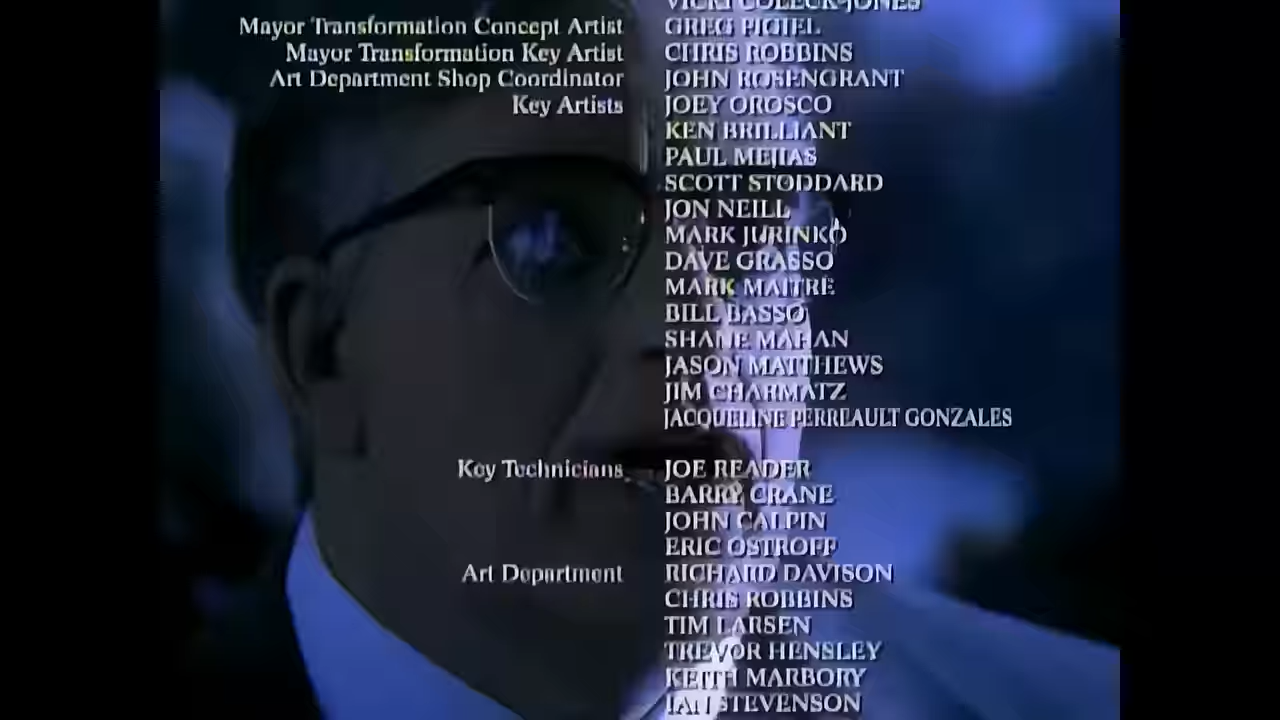 VICKI COLECK-JONES
Mayor Transformation Concept Artist GREG FIGIEL
Mayor Transformation Key Artist CHRIS ROBBINS
Art Department Shop Coordinator JOHN ROSENGRANT
Key Artists JOEY OROSCO
KEN BRILLIANT
PAUL MEJIAS
SCOTT STODDARD
JON NEILL
MARK JURINKO
DAVE GRASSO
MARK MAITRE
BILL BASSO
SHANE MAHAN
JASON MATTHEWS
JIM CHARMATZ
JACQUELINE PERREAULT GONZALES
Key Technicians JOE READER
BARRY CRANE
JOHN CALPIN
ERIC OSTROFF
Art Department RICHARD DAVISON
CHRIS ROBBINS
TIM LARSEN
TREVOR HENSLEY
KEITH MARBORY
IAN STEVENSON